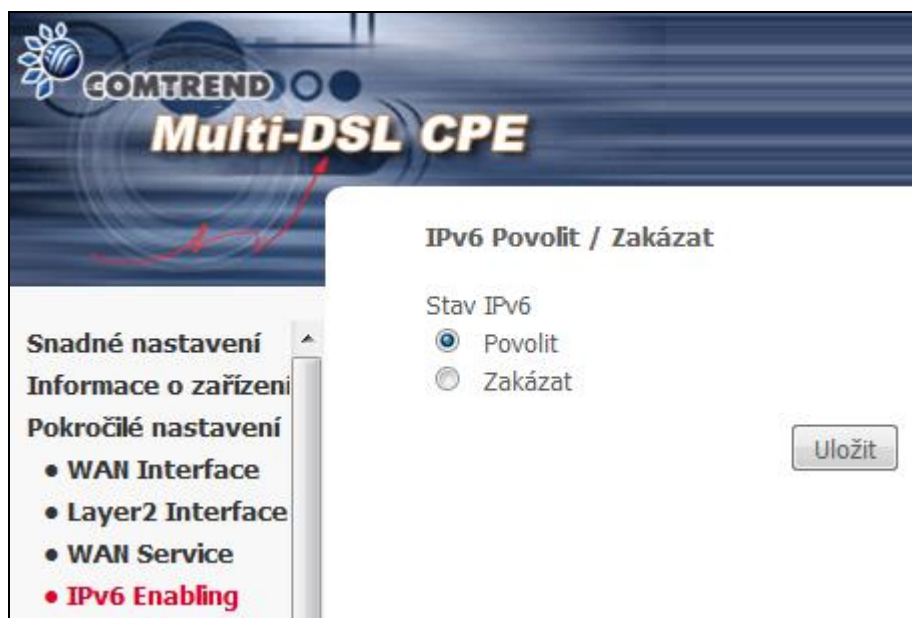 COMTREND
Multi-DSL CPE
IPv6 Povolit / Zakázat
Stav IPv6
Povolit
Zakázat
Uložit
Snadné nastavení
Informace o zařízení
Pokročilé nastavení
• WAN Interface
• Layer2 Interface
• WAN Service
• IPv6 Enabling